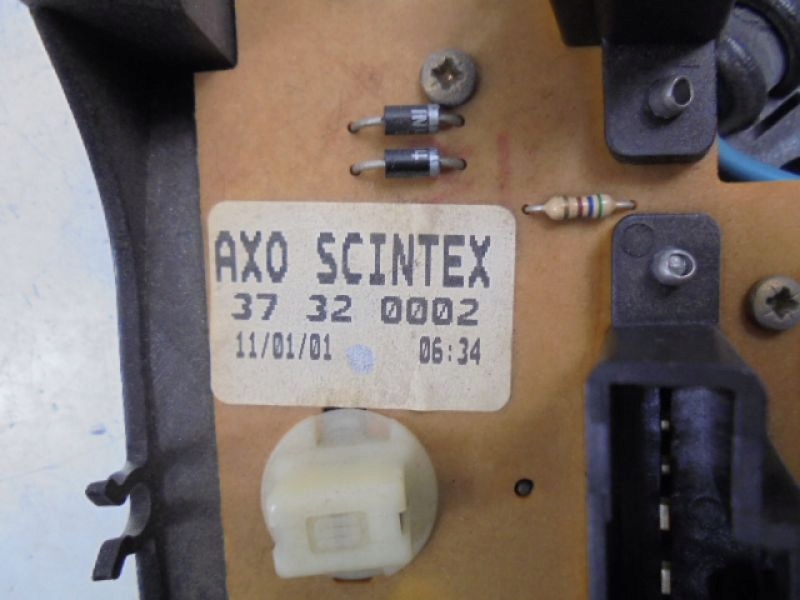 AXO SCINTEX
37 32 0002
11/01/01 06:34